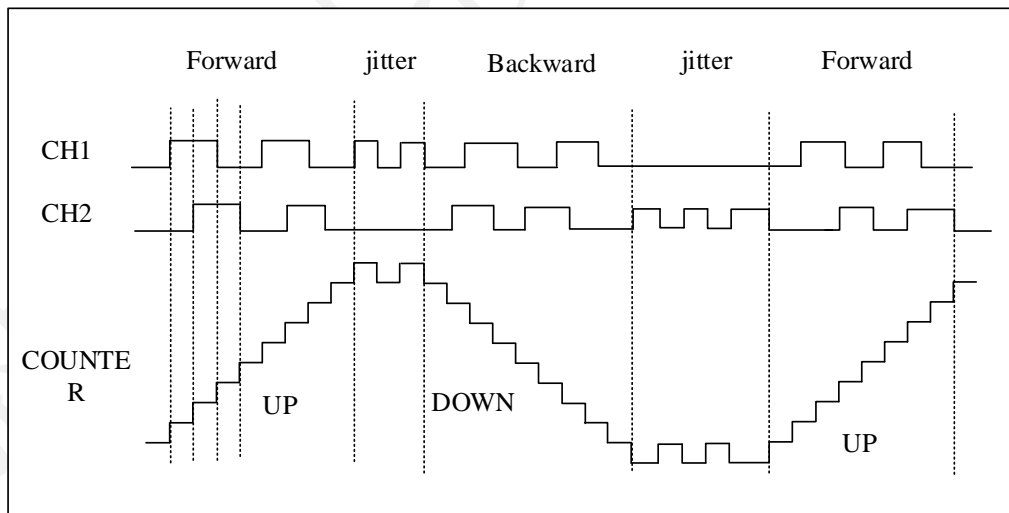 Forward jitter Backward jitter Forward
CH1
CH2
COUNTE
R
UP DOWN UP